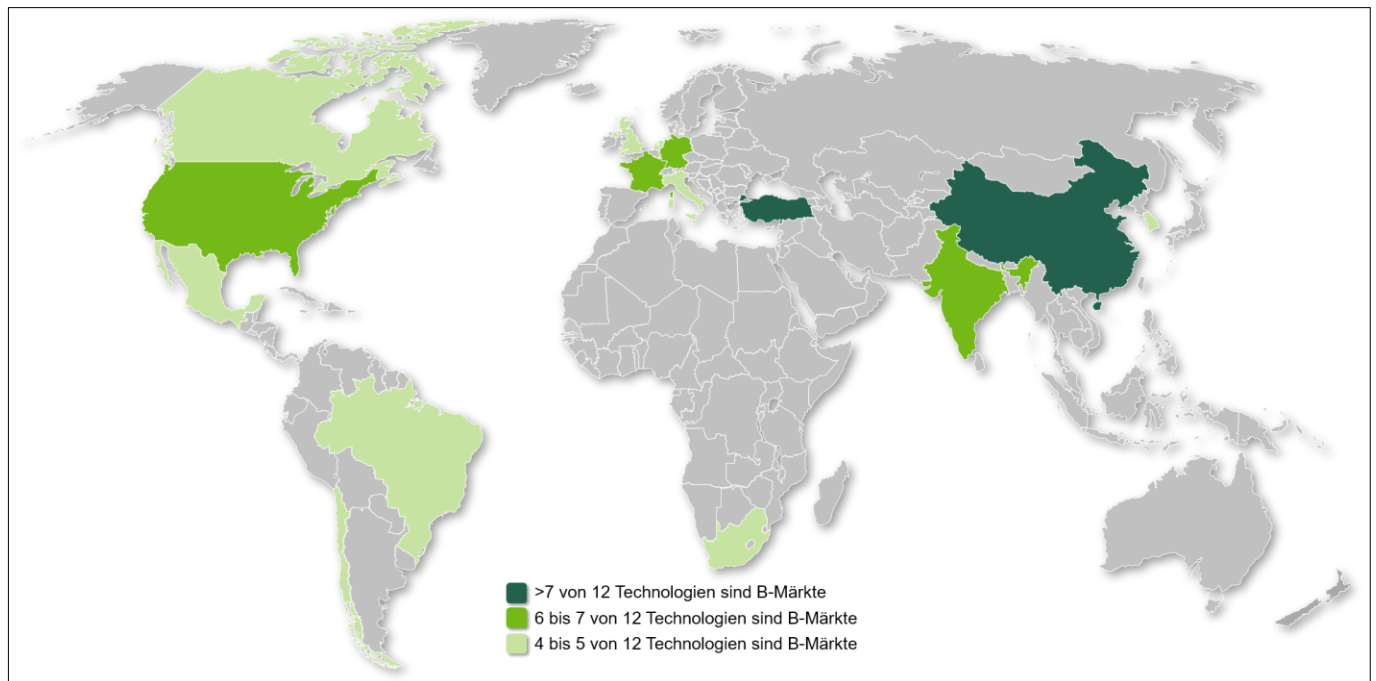 >7 von 12 Technologien sind B-Märkte
6 bis 7 von 12 Technologien sind B-Märkte
4 bis 5 von 12 Technologien sind B-Märkte